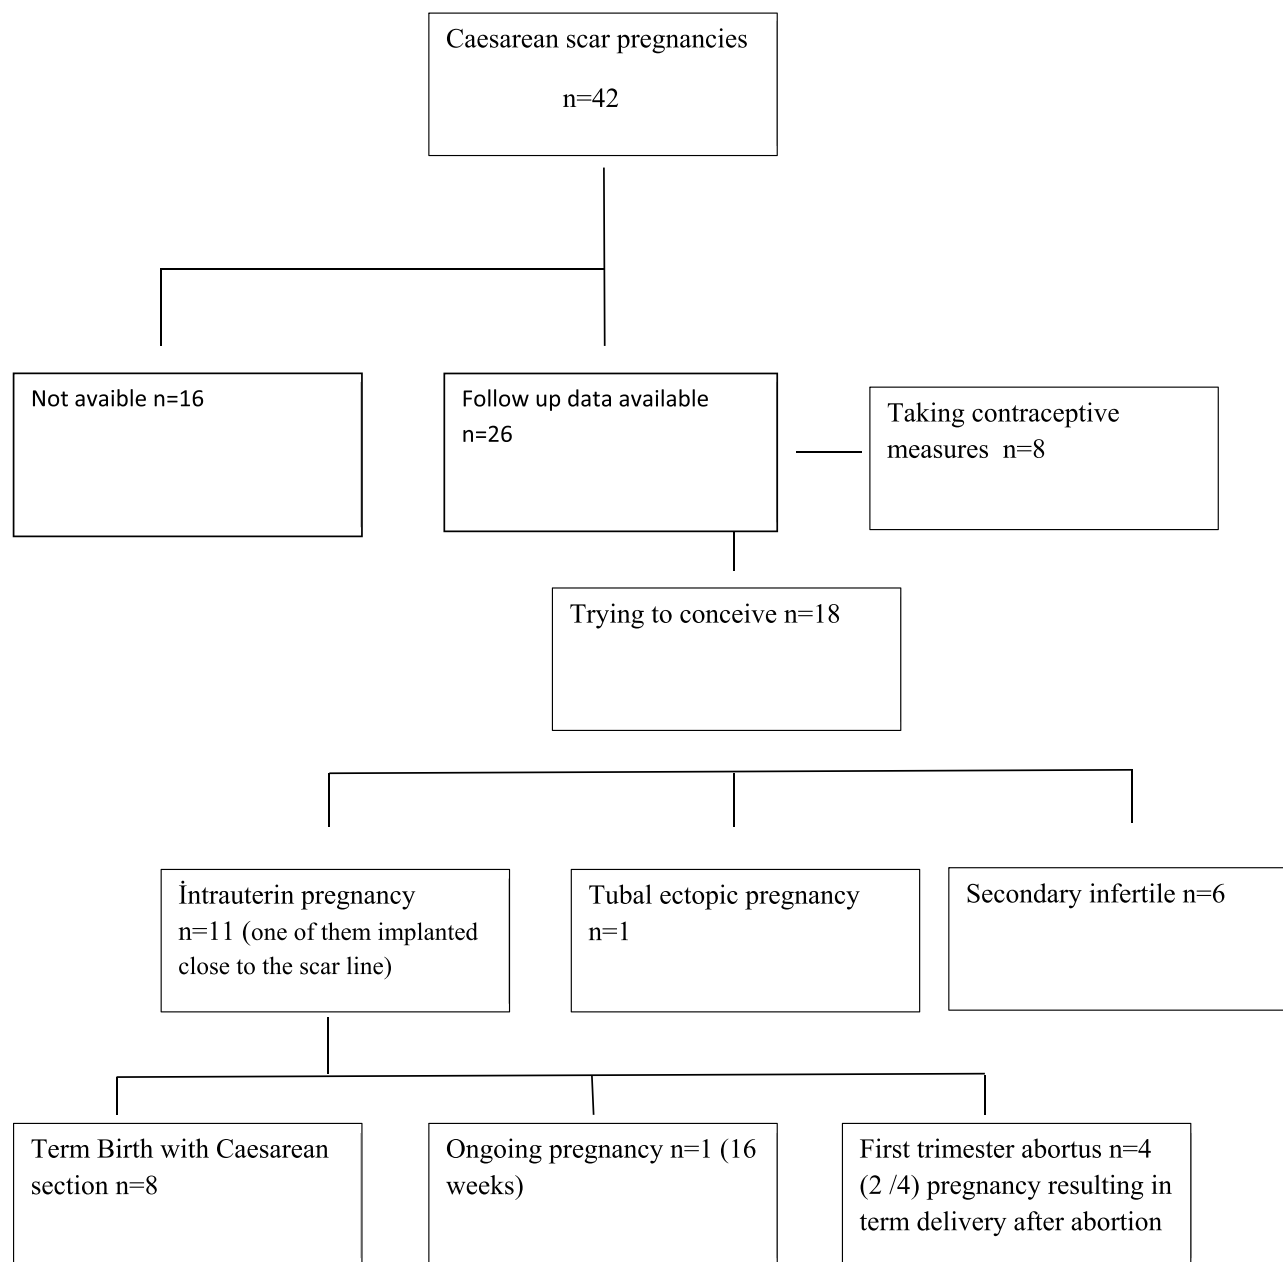 Caesarean scar pregnancies
n=42
Not avaible n=16
Follow up data available
n=26
Taking contraceptive
measures n=8
Trying to conceive n=18
İntrauterin pregnancy
n=11 (one of them implanted
close to the scar line)
Tubal ectopic pregnancy
n=1
Secondary infertile n=6
Term Birth with Caesarean
section n=8
Ongoing pregnancy n=1 (16
weeks)
First trimester abortus n=4
(2 /4) pregnancy resulting in
term delivery after abortion